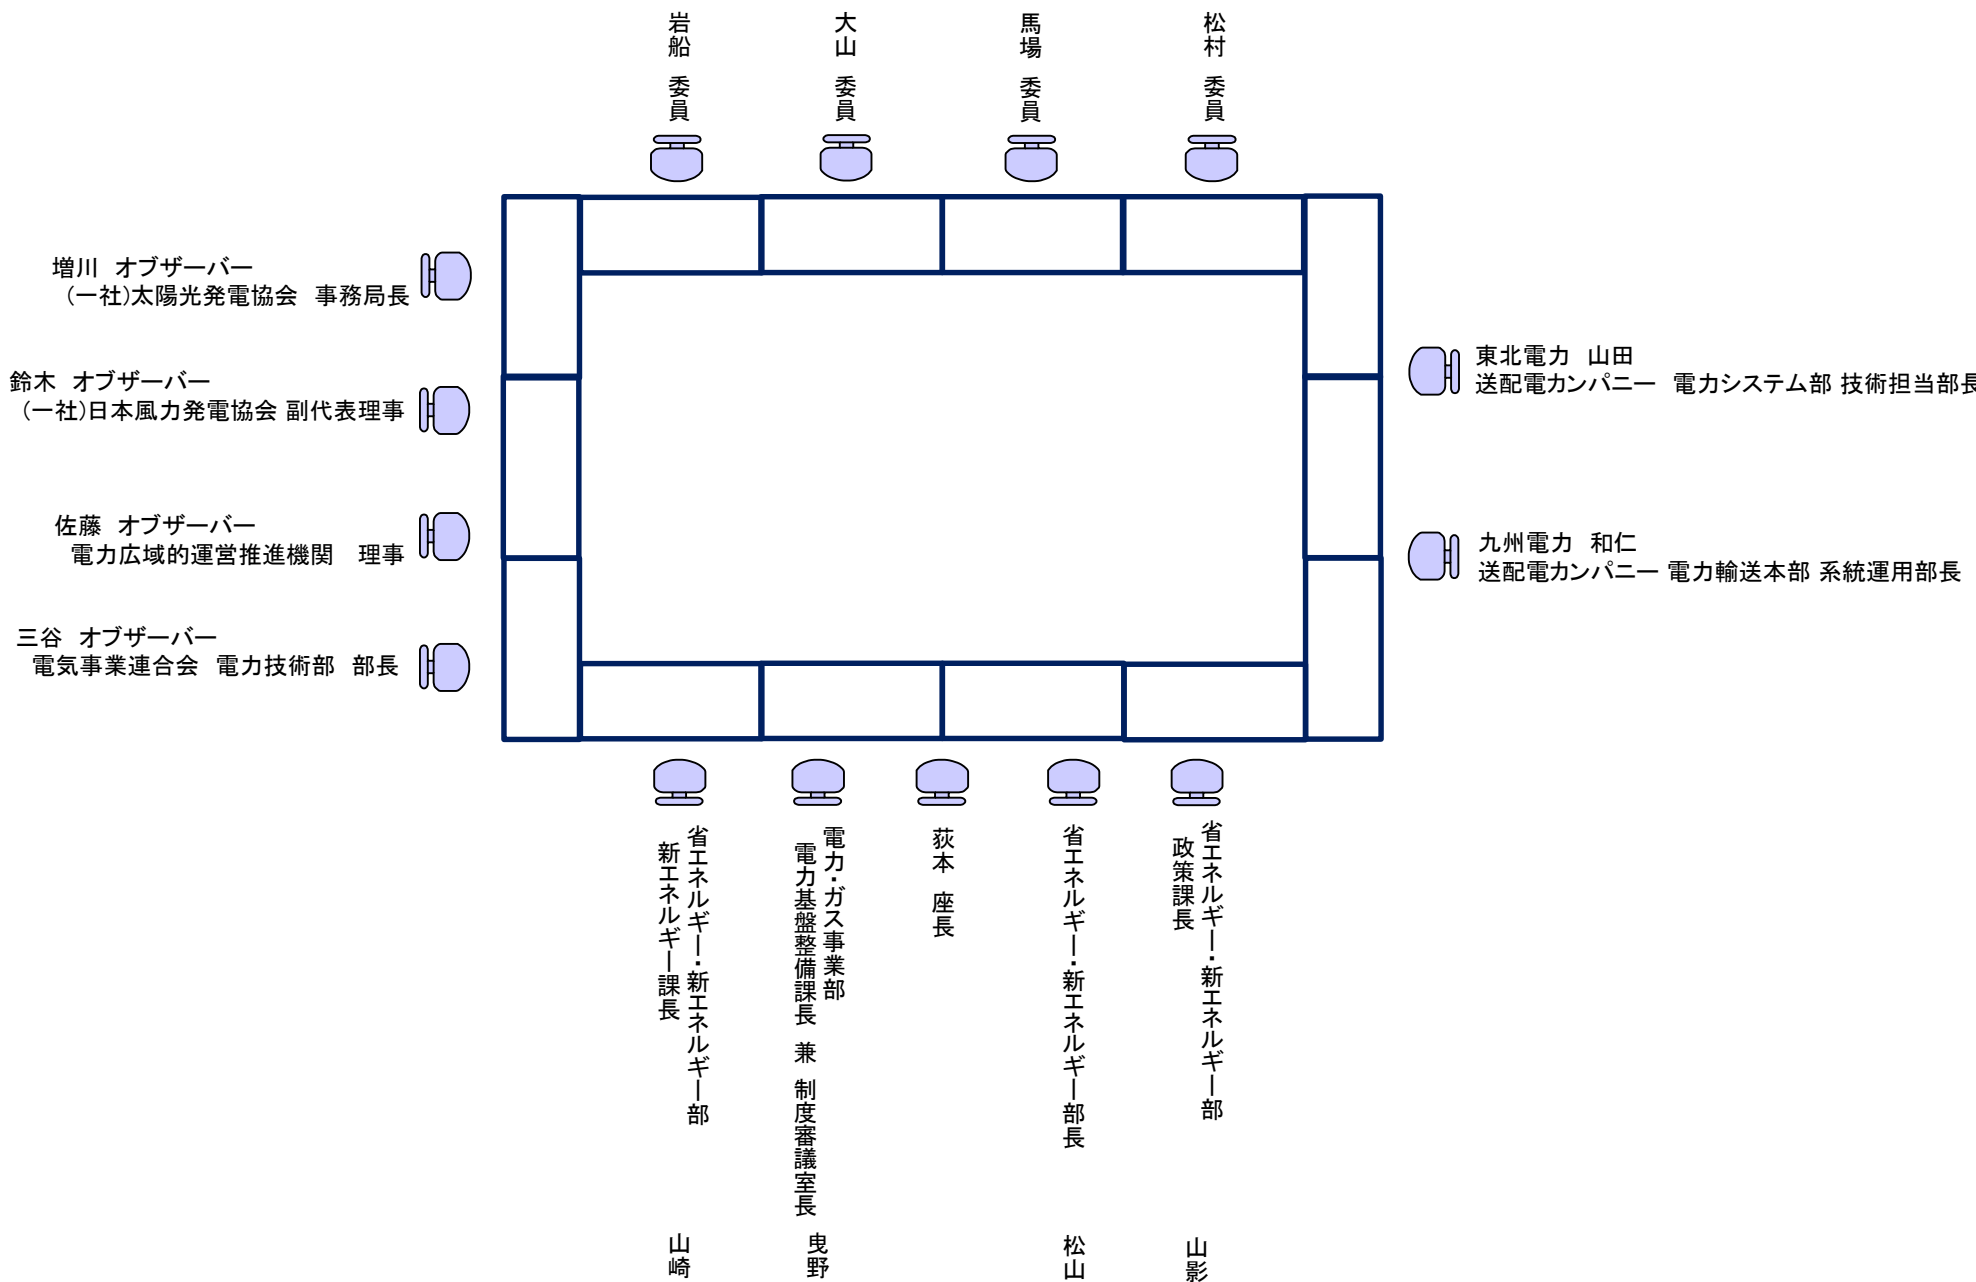 岩船 委員
大山 委員
馬場 委員
松村 委員
増川 オブザーバー
(一社)太陽光発電協会 事務局長
鈴木 オブザーバー
(一社)日本風力発電協会 副代表理事
佐藤 オブザーバー
電力広域的運営推進機関 理事
三谷 オブザーバー
電気事業連合会 電力技術部 部長
東北電力 山田
送配電カンパニー 電力システム部 技術担当部長
九州電力 和仁
送配電カンパニー 電力輸送本部 系統運用部長
省エネルギー・新エネルギー部
新エネルギー課長 山崎
電力・ガス事業部
電力基盤整備課長 兼 制度審議室長 曳野
荻本 座長
省エネルギー・新エネルギー部長 松山
省エネルギー・新エネルギー部
政策課長 山影